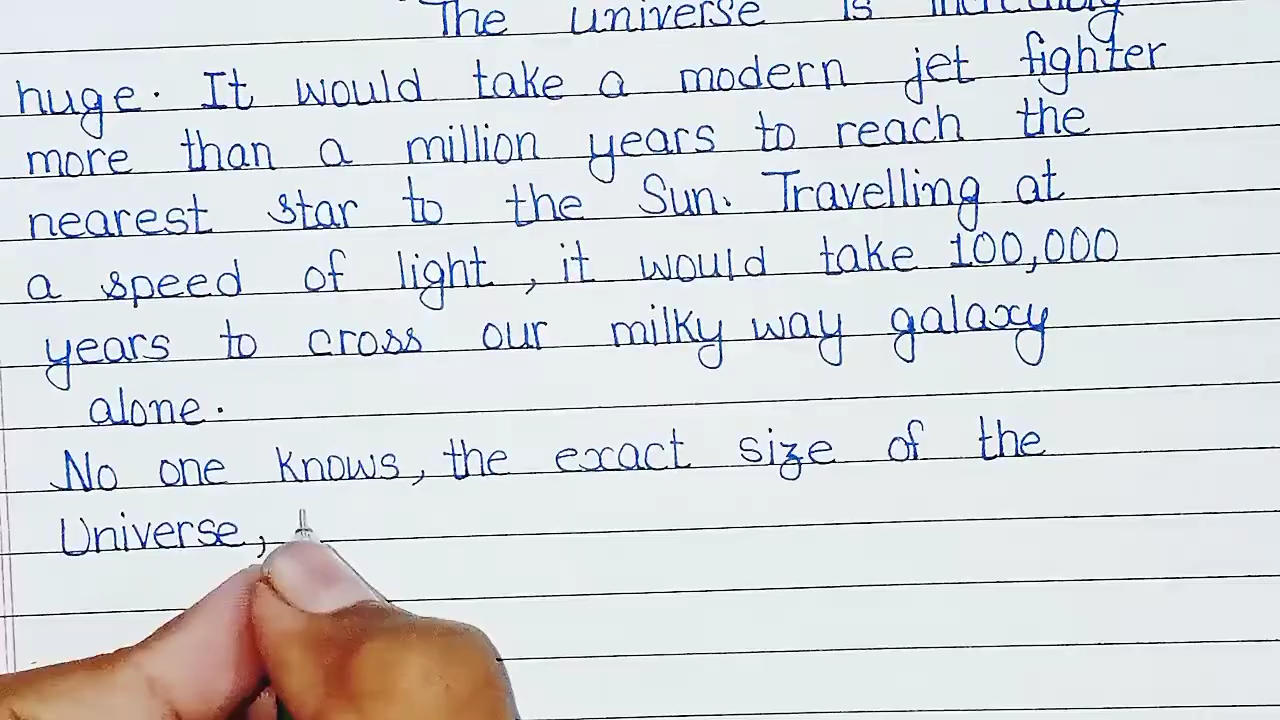 The universe is
huge. It would take a modern jet fighter
more than a million years to reach the
nearest star to the Sun. Travelling at
a speed of light, it would take 100,000
years to cross our milky way galaxy
alone.
No one knows, the exact size of the
Universe,